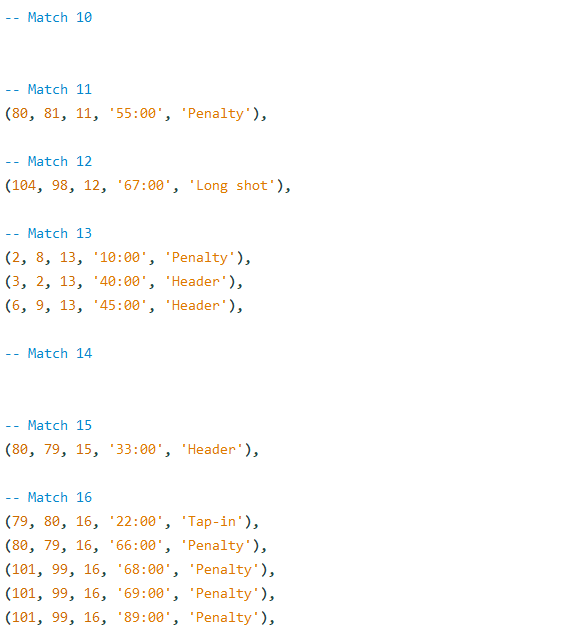 -- Match 10
-- Match 11
(80, 81, 11, '55:00', 'Penalty'),
-- Match 12
(104, 98, 12, '67:00', 'Long shot'),
-- Match 13
(2, 8, 13, '10:00', 'Penalty'),
(3, 2, 13, '40:00', 'Header'),
(6, 9, 13, '45:00', 'Header'),
-- Match 14
-- Match 15
(80, 79, 15, '33:00', 'Header'),
-- Match 16
(79, 80, 16, '22:00', 'Tap-in'),
(80, 79, 16, '66:00', 'Penalty'),
(101, 99, 16, '68:00', 'Penalty'),
(101, 99, 16, '69:00', 'Penalty'),
(101, 99, 16, '89:00', 'Penalty'),